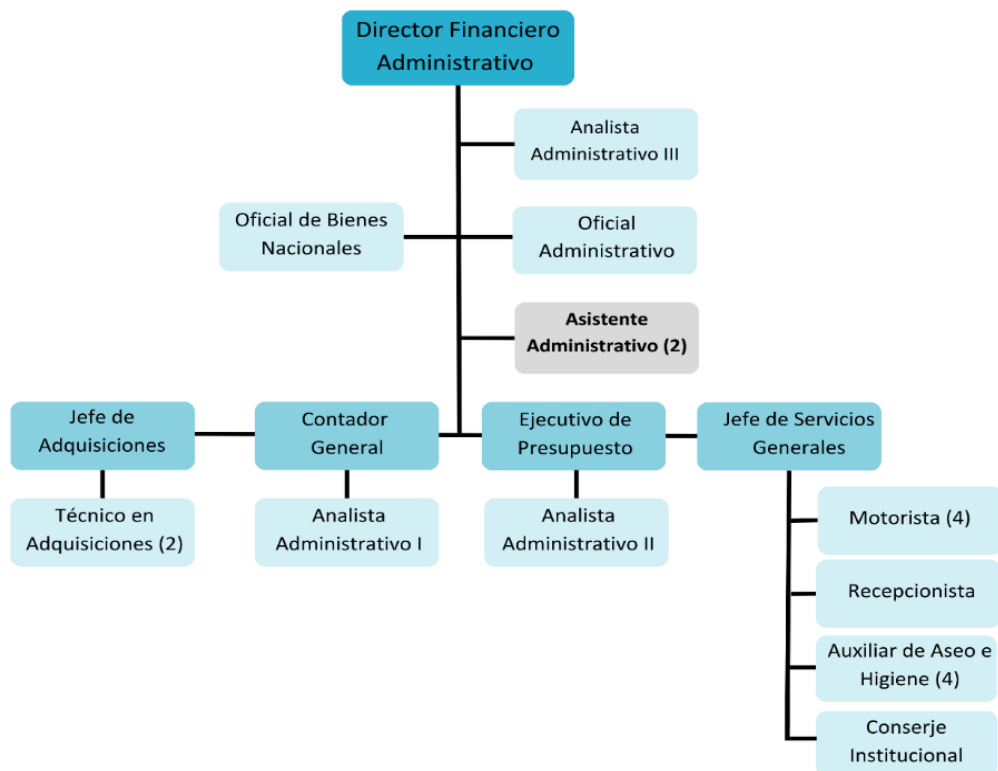 Director Financiero
Administrativo
Analista
Administrativo III
Oficial de Bienes
Nacionales
Oficial
Administrativo
Asistente
Administrativo (2)
Jefe de
Adquisiciones
Contador
General
Ejecutivo de
Presupuesto
Jefe de Servicios
Generales
Técnico en
Adquisiciones (2)
Analista
Administrativo I
Analista
Administrativo II
Motorista (4)
Recepcionista
Auxiliar de Aseo e
Higiene (4)
Conserje
Institucional